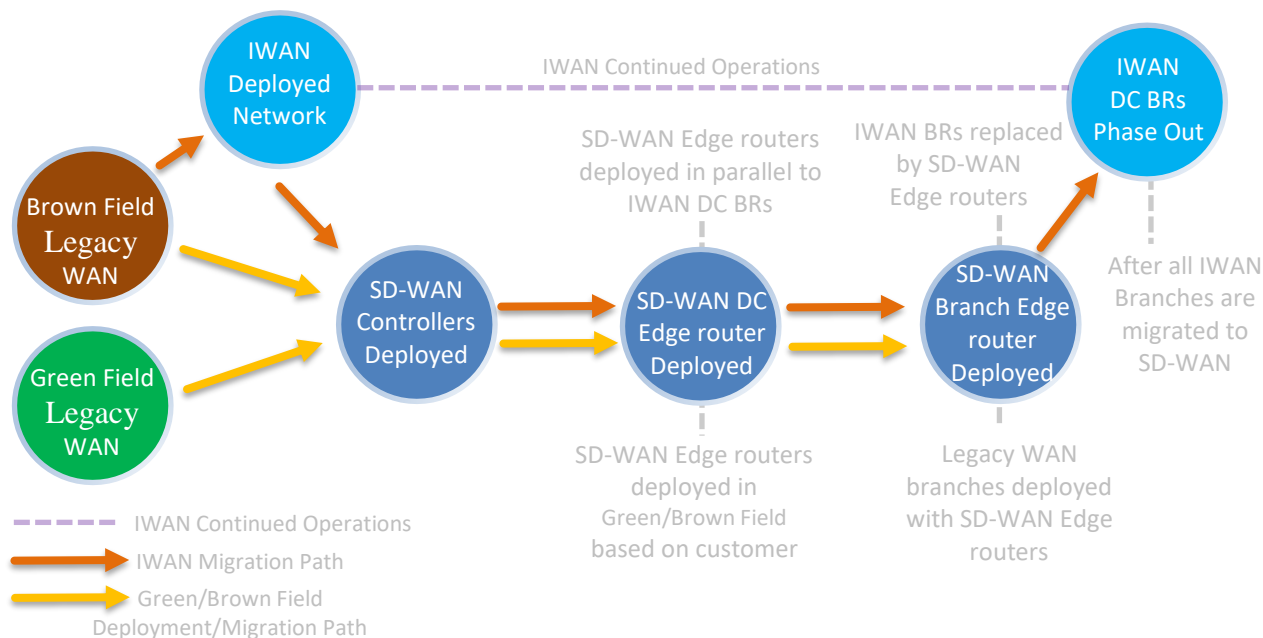 IWAN
Deployed
Network
IWAN Continued Operations
IWAN
DC BRs
Phase Out
SD-WAN Edge routers
deployed in parallel to
IWAN DC BRs
IWAN BRs replaced
by SD-WAN
Edge routers
Brown Field
Legacy
WAN
SD-WAN
Controllers
Deployed
SD-WAN DC
Edge router
Deployed
SD-WAN
Branch Edge
router
Deployed
After all IWAN
Branches are
migrated to
SD-WAN
Green Field
Legacy
WAN
SD-WAN Edge routers
deployed in
Green/Brown Field
based on customer
Legacy WAN
branches deployed
with SD-WAN Edge
routers
IWAN Continued Operations
IWAN Migration Path
Green/Brown Field
Deployment/Migration Path